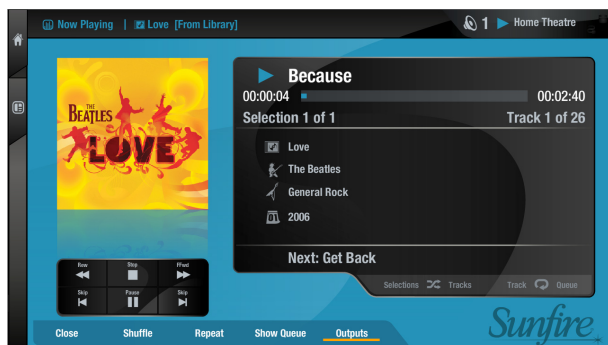 Now Playing | Love [From Library]
1 Home Theatre
THE
BEATLES
LOVE
Because
00:00:04 00:02:40
Selection 1 of 1 Track 1 of 26
Love
The Beatles
General Rock
2006
Next: Get Back
Rew Stop Ffwd
Skip Pause Skip
Selections Tracks Track Queue
Close Shuffle Repeat Show Queue Outputs
Sunfire